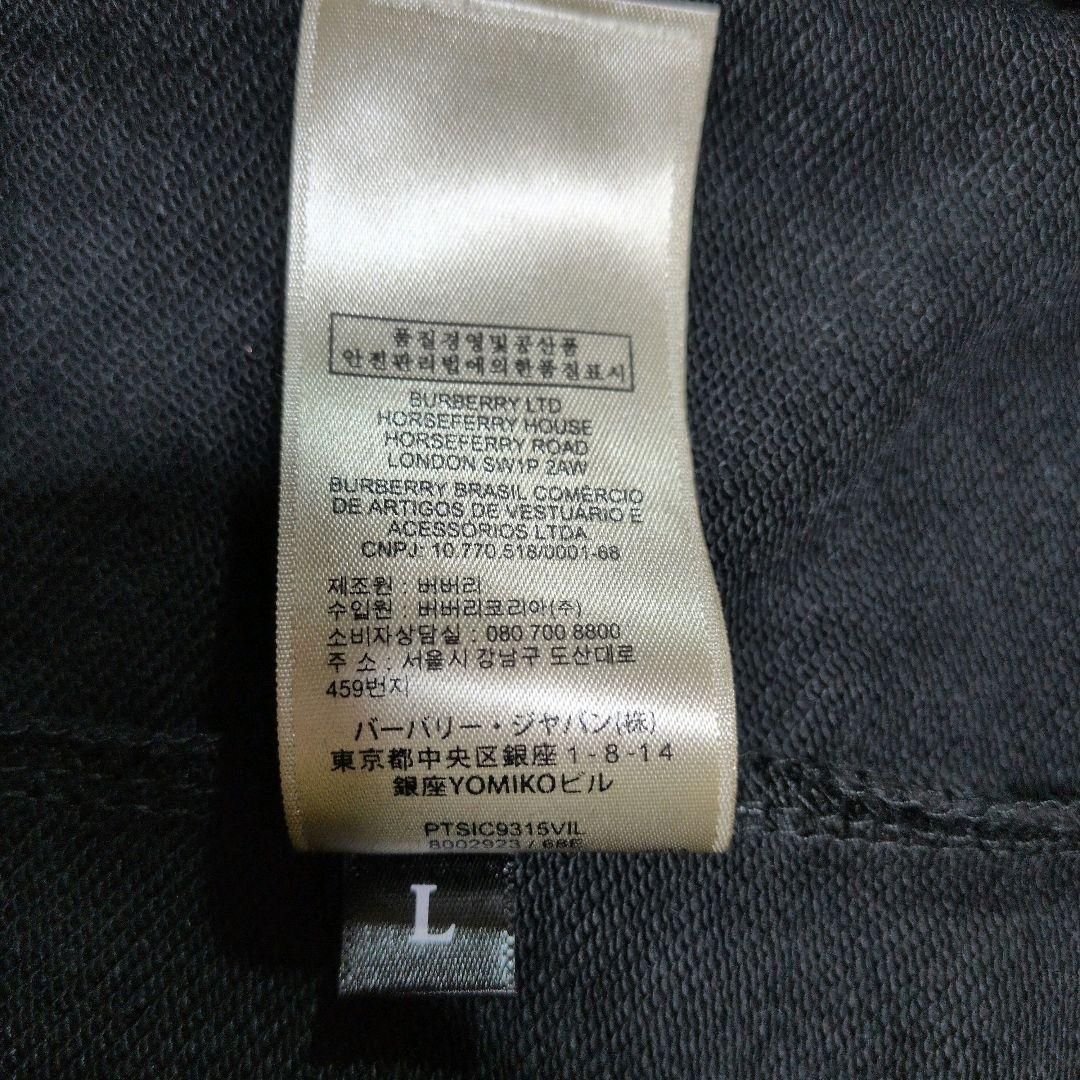 품질경영및공산품
안전관리법에의한품질표시
BURBERRY LTD
HORSEFERRY HOUSE
HORSEFERRY ROAD
LONDON SW1P 2AW
BURBERRY BRASIL COMÉRCIO
DE ARTIGOS DE VESTUÁRIO E
ACESSORIOS LTDA
CNPJ: 10.770.518/0001-68
제조원 : 버버리
수입원 : 버버리코리아(주)
소비자상담실 : 080 700 8800
주 소 : 서울시 강남구 도산대로
459번지
バーバリー・ジャパン(株)
東京都中央区銀座1-8-14
銀座YOMIKOビル
PTSIC9315VIL
8002923 / 68E
L